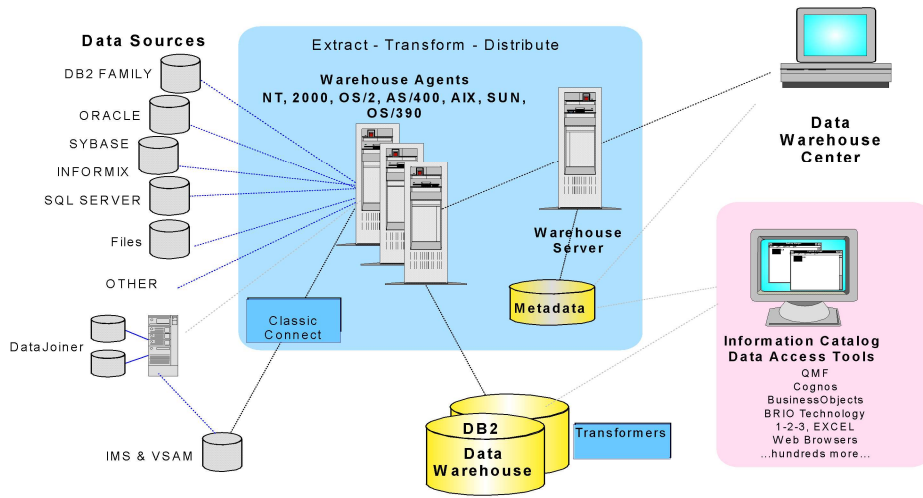 Data Sources
DB2 FAMILY
ORACLE
SYBASE
INFORMIX
SQL SERVER
Files
OTHER
DataJoiner
IMS & VSAM
Extract - Transform - Distribute
Warehouse Agents
NT, 2000, OS/2, AS/400, AIX, SUN,
OS/390
Classic
Connect
Warehouse
Server
Metadata
DB2
Data
Warehouse
Transformers
Data
Warehouse
Center
Information Catalog
Data Access Tools
QMF
Cognos
BusinessObjects
BRIO Technology
1-2-3, EXCEL
Web Browsers
...hundreds more...